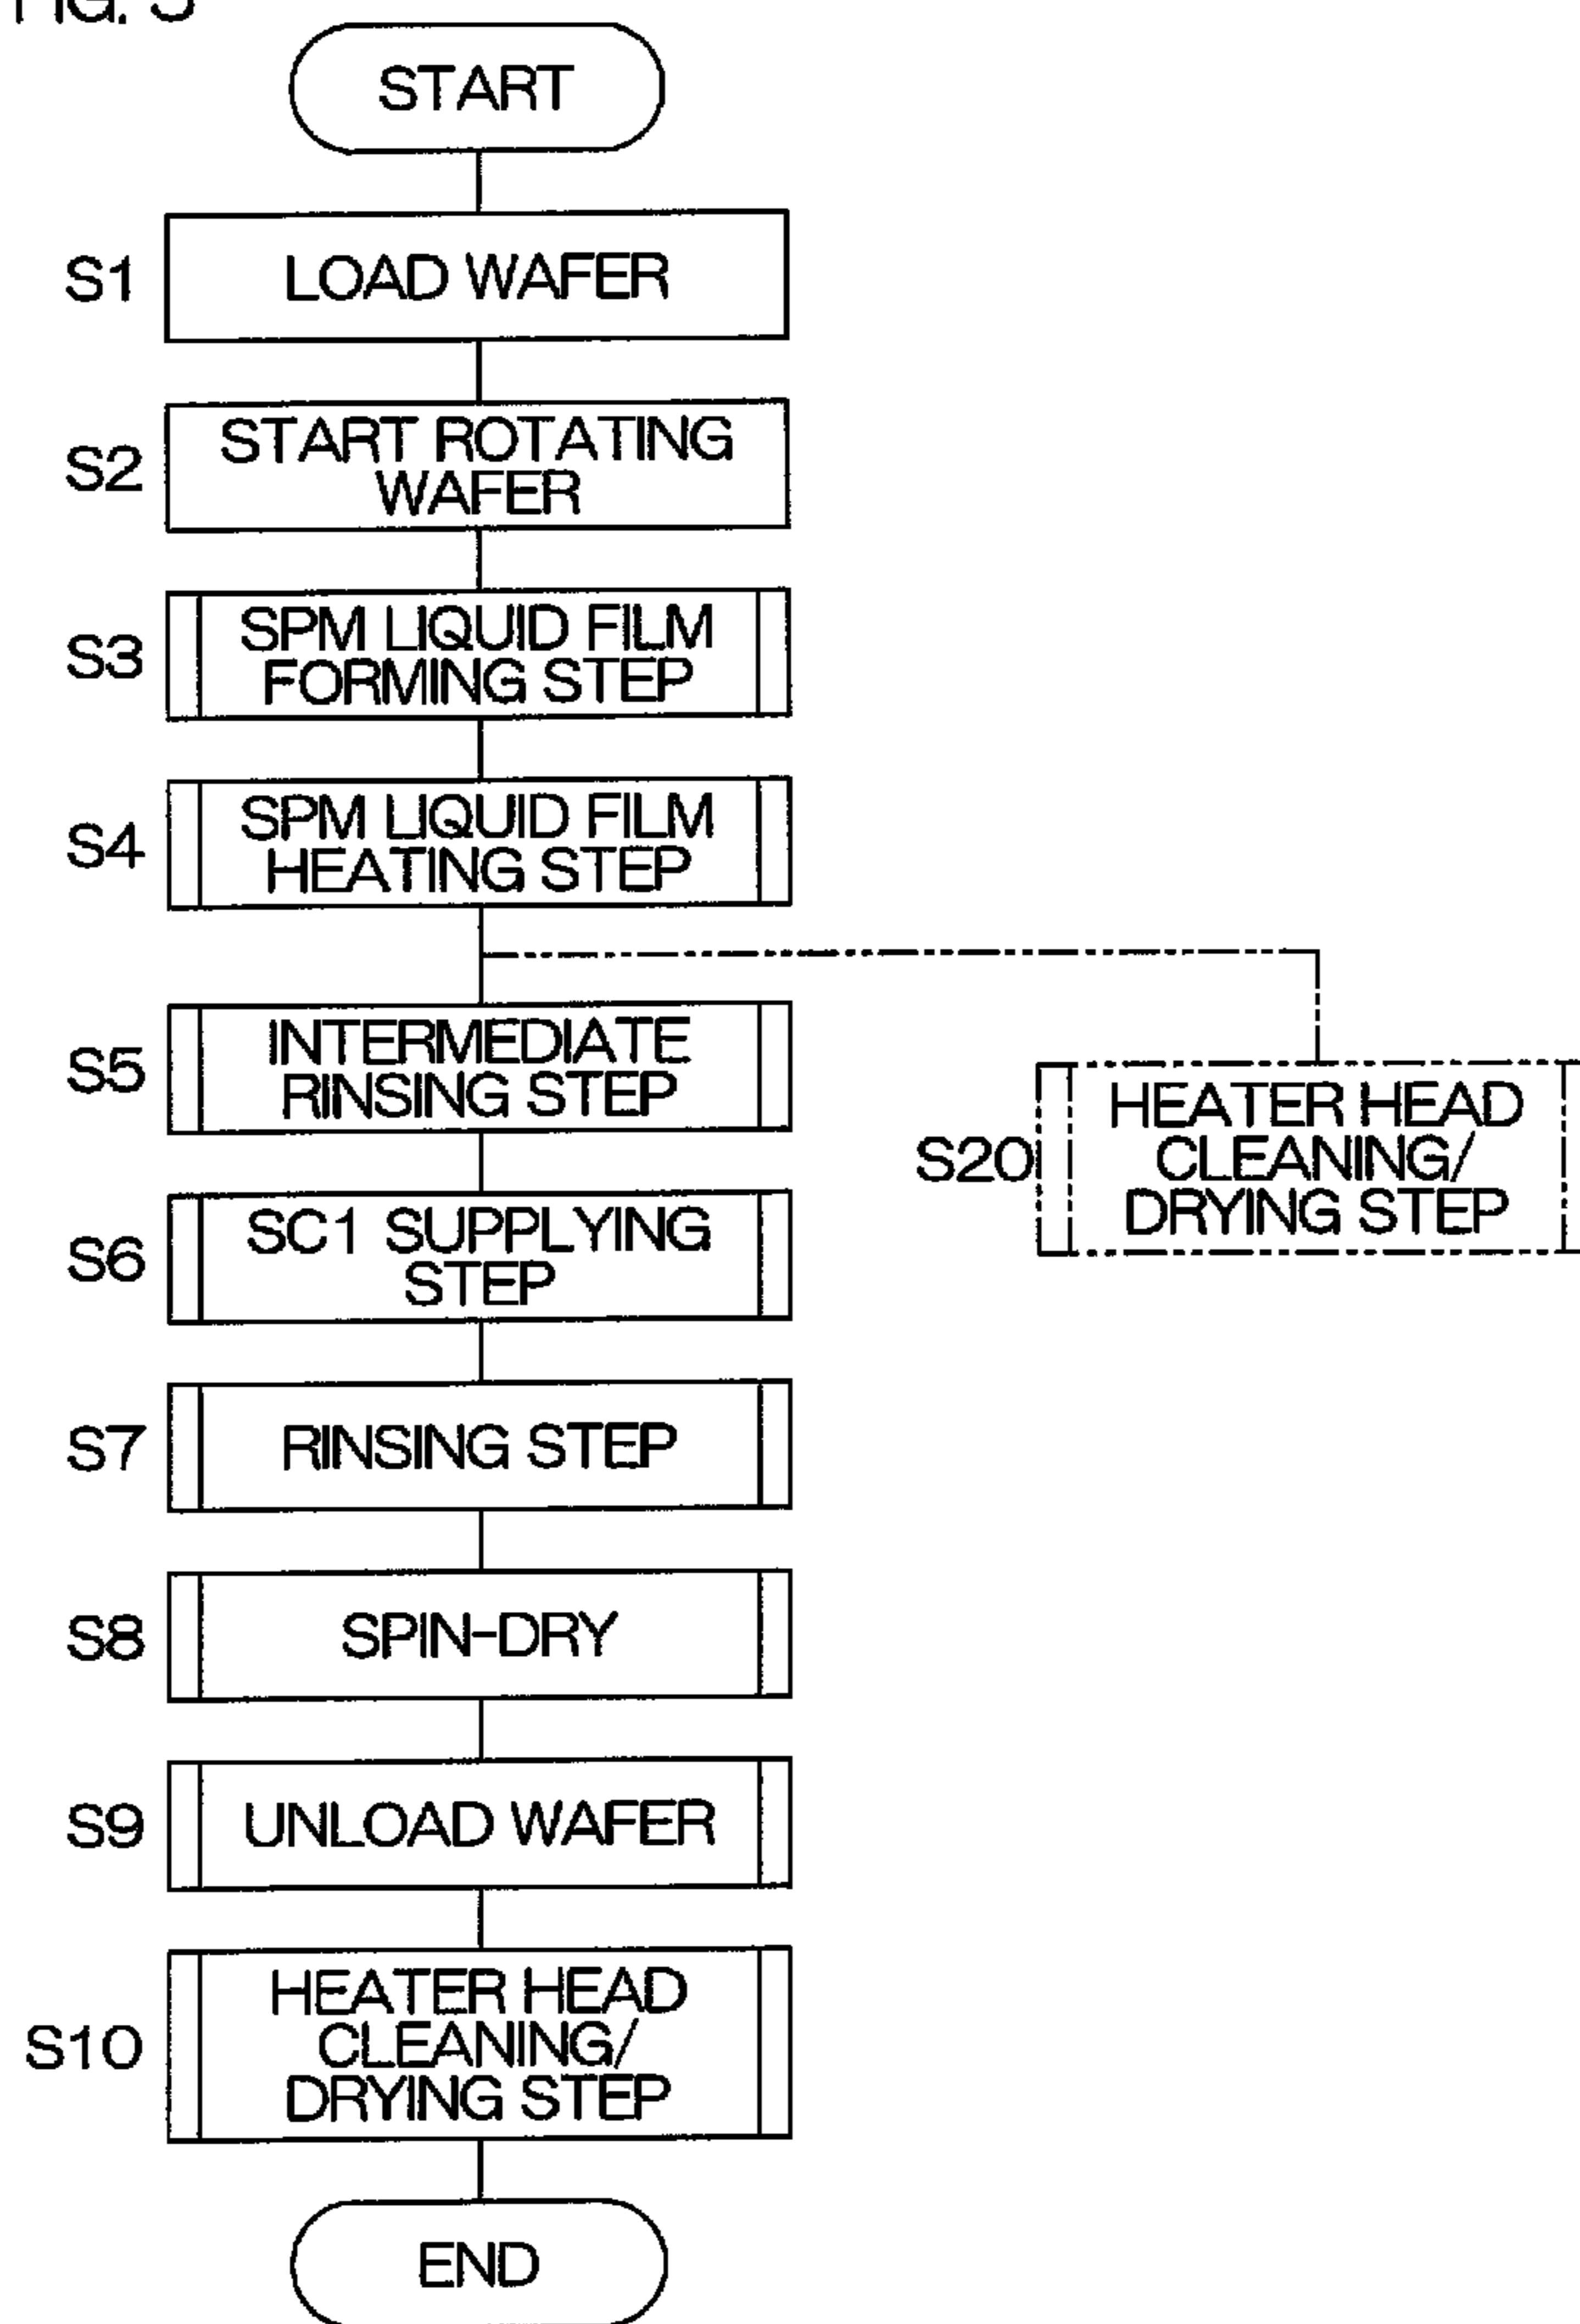 START
S1 LOAD WAFER
S2 START ROTATING
WAFER
S3 SPM LIQUID FILM
FORMING STEP
S4 SPM LIQUID FILM
HEATING STEP
S5 INTERMEDIATE
RINSING STEP
S20 HEATER HEAD
CLEANING/
DRYING STEP
S6 SC1 SUPPLYING
STEP
S7 RINSING STEP
S8 SPIN-DRY
S9 UNLOAD WAFER
S10 HEATER HEAD
CLEANING/
DRYING STEP
END